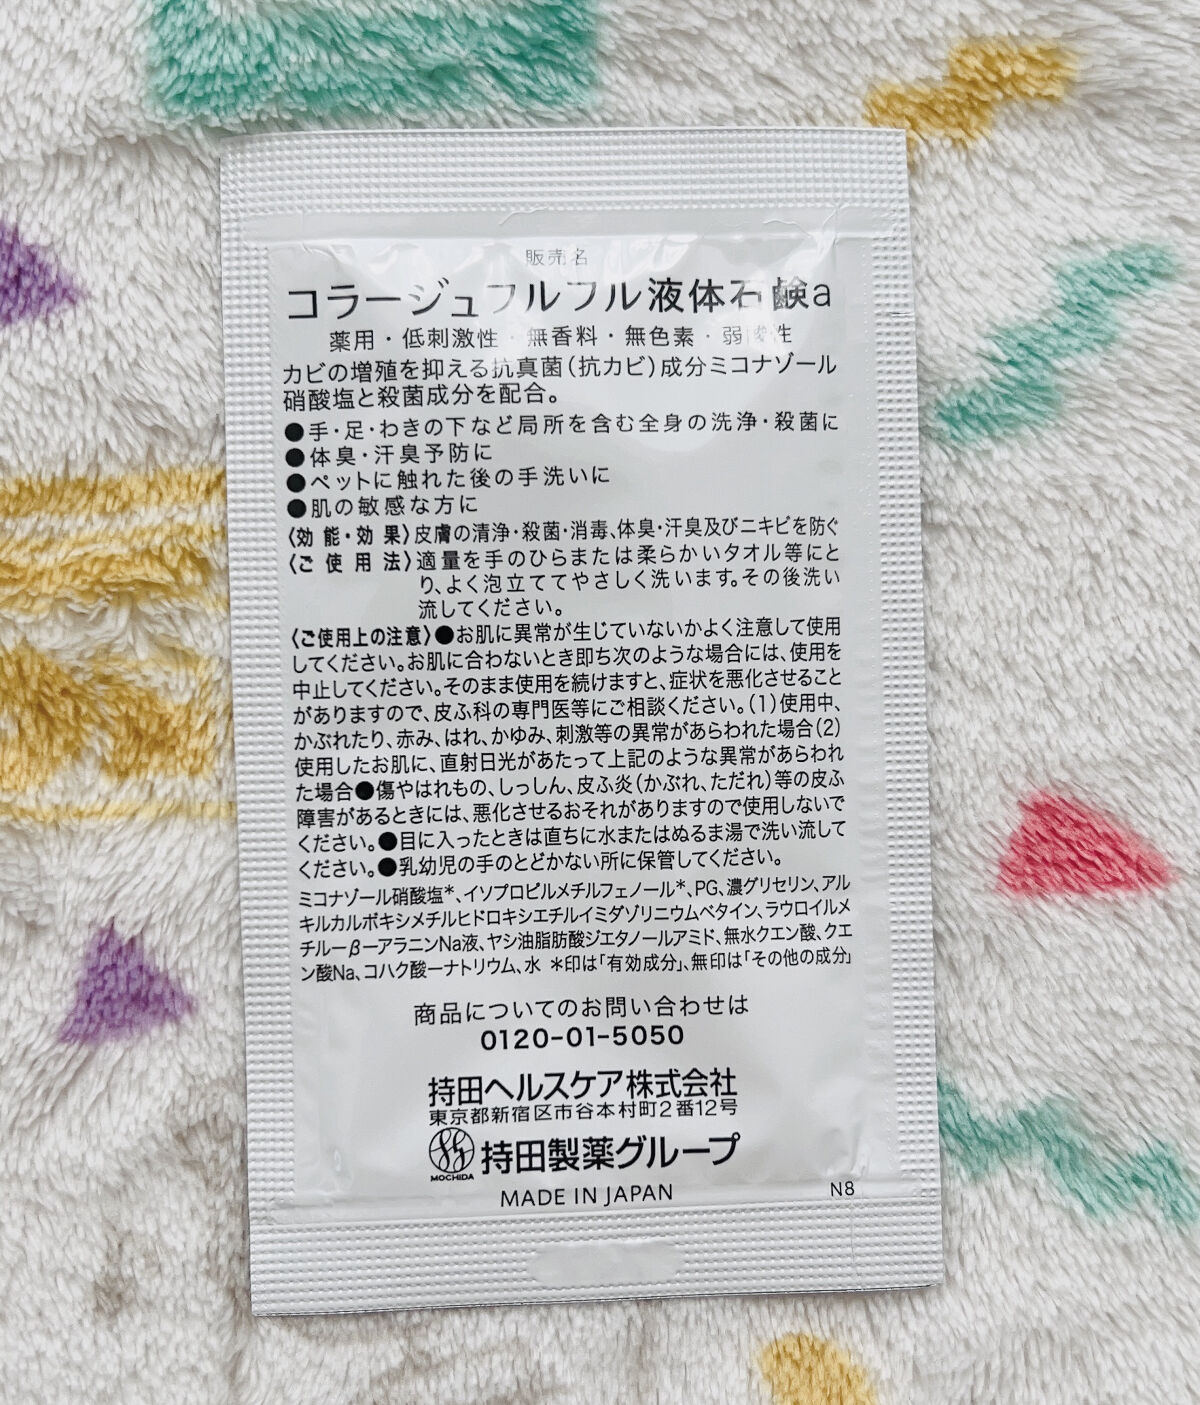 販売名
コラージュフルフル液体石鹸a
薬用・低刺激性・無香料・無色素・弱酸性
カビの増殖を抑える抗真菌(抗カビ)成分ミコナゾール
硝酸塩と殺菌成分を配合。
●手・足・わきの下など局所を含む全身の洗浄・殺菌に
●体臭・汗臭予防に
●ペットに触れた後の手洗いに
●肌の敏感な方に
〈効能・効果〉皮膚の清浄・殺菌・消毒、体臭・汗臭及びニキビを防ぐ
〈ご使用法〉適量を手のひらまたは柔らかいタオル等にと
り、よく泡立ててやさしく洗います。その後洗い
流してください。
〈ご使用上の注意〉●お肌に異常が生じていないかよく注意して使用
してください。お肌に合わないとき即ち次のような場合には、使用を
中止してください。そのまま使用を続けますと、症状を悪化させること
がありますので、皮ふ科の専門医等にご相談ください。(1)使用中、
かぶれたり、赤み、はれ、かゆみ、刺激等の異常があらわれた場合(2)
使用したお肌に、直射日光があたって上記のような異常があらわれ
た場合●傷やはれもの、しっしん、皮ふ炎(かぶれ、ただれ)等の皮ふ
障害があるときには、悪化させるおそれがありますので使用しないで
ください。●目に入ったときは直ちに水またはぬるま湯で洗い流して
ください。●乳幼児の手のとどかない所に保管してください。
ミコナゾール硝酸塩*、イソプロピルメチルフェノール*、PG、濃グリセリン、アル
キルカルボキシメチルヒドロキシエチルイミダゾリニウムベタイン、ラウロイルメ
チルーβーアラニンNa液、ヤシ油脂肪酸ジエタノールアミド、無水クエン酸、クエ
ン酸Na、コハク酸一ナトリウム、水 *印は「有効成分」、無印は「その他の成分」
商品についてのお問い合わせは
0120-01-5050
持田ヘルスケア株式会社
東京都新宿区市谷本村町2番12号
MOCHIDA 持田製薬グループ
MADE IN JAPAN
N8